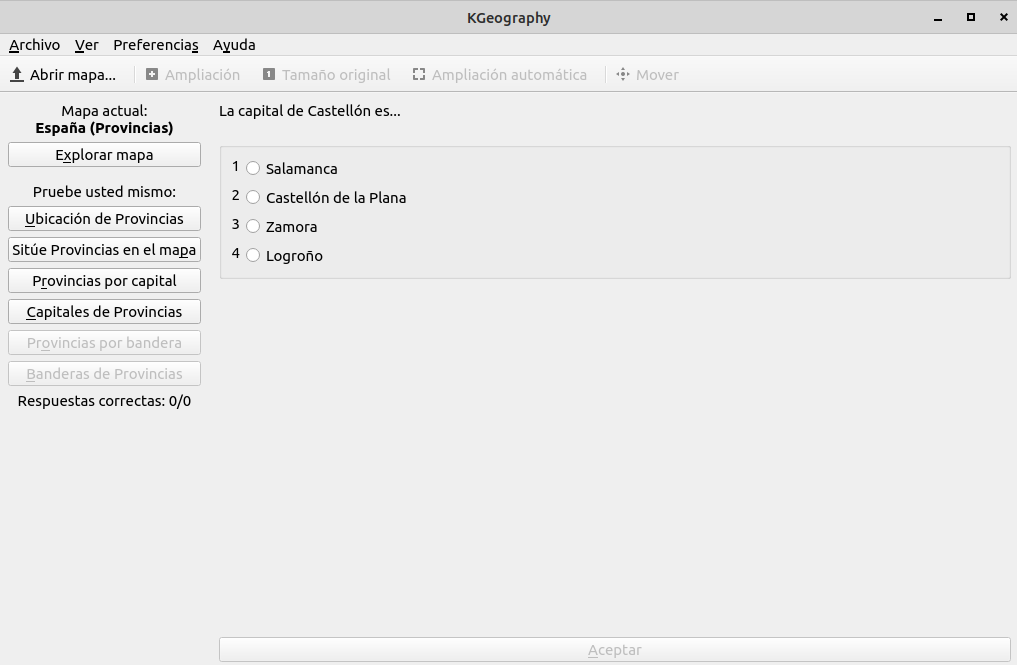 KGeography
Archivo Ver Preferencias Ayuda
Abrir mapa... Ampliación Tamaño original Ampliación automática Mover
Mapa actual:
España (Provincias)
Explorar mapa
Pruebe usted mismo:
Ubicación de Provincias
Sitúe Provincias en el mapa
Provincias por capital
Capitales de Provincias
Provincias por bandera
Banderas de Provincias
Respuestas correctas: 0/0
La capital de Castellón es...
1 Salamanca
2 Castellón de la Plana
3 Zamora
4 Logroño
Aceptar